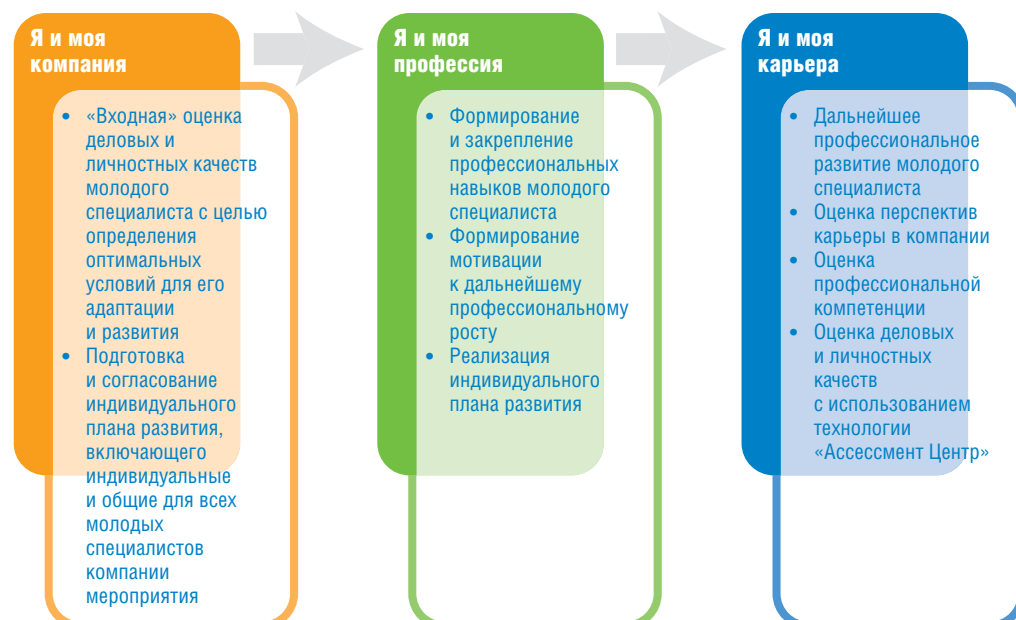 Я и моя
компания
• «Входная» оценка
деловых и
личностных качеств
молодого
специалиста с целью
определения
оптимальных
условий для его
адаптации
и развития
• Подготовка
и согласование
индивидуального
плана развития,
включающего
индивидуальные
и общие для всех
молодых
специалистов
компании
мероприятия
Я и моя
профессия
• Формирование
и закрепление
профессиональных
навыков молодого
специалиста
• Формирование
мотивации
к дальнейшему
профессиональному
росту
• Реализация
индивидуального
плана развития
Я и моя
карьера
• Дальнейшее
профессиональное
развитие молодого
специалиста
• Оценка перспектив
карьеры в компании
• Оценка
профессиональной
компетенции
• Оценка деловых
и личностных
качеств
с использованием
технологии
«Ассессмент Центр»